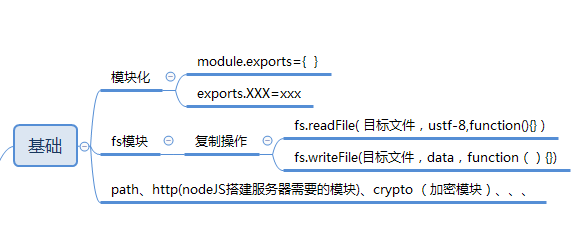 基础
模块化
module.exports={ }
exports.XXX=xxx
fs模块
复制操作
fs.readFile( 目标文件，ustf-8,function(){} )
fs.writeFile(目标文件，data，function（ ）{})
path、http(nodeJS搭建服务器需要的模块)、crypto （加密模块）、、、